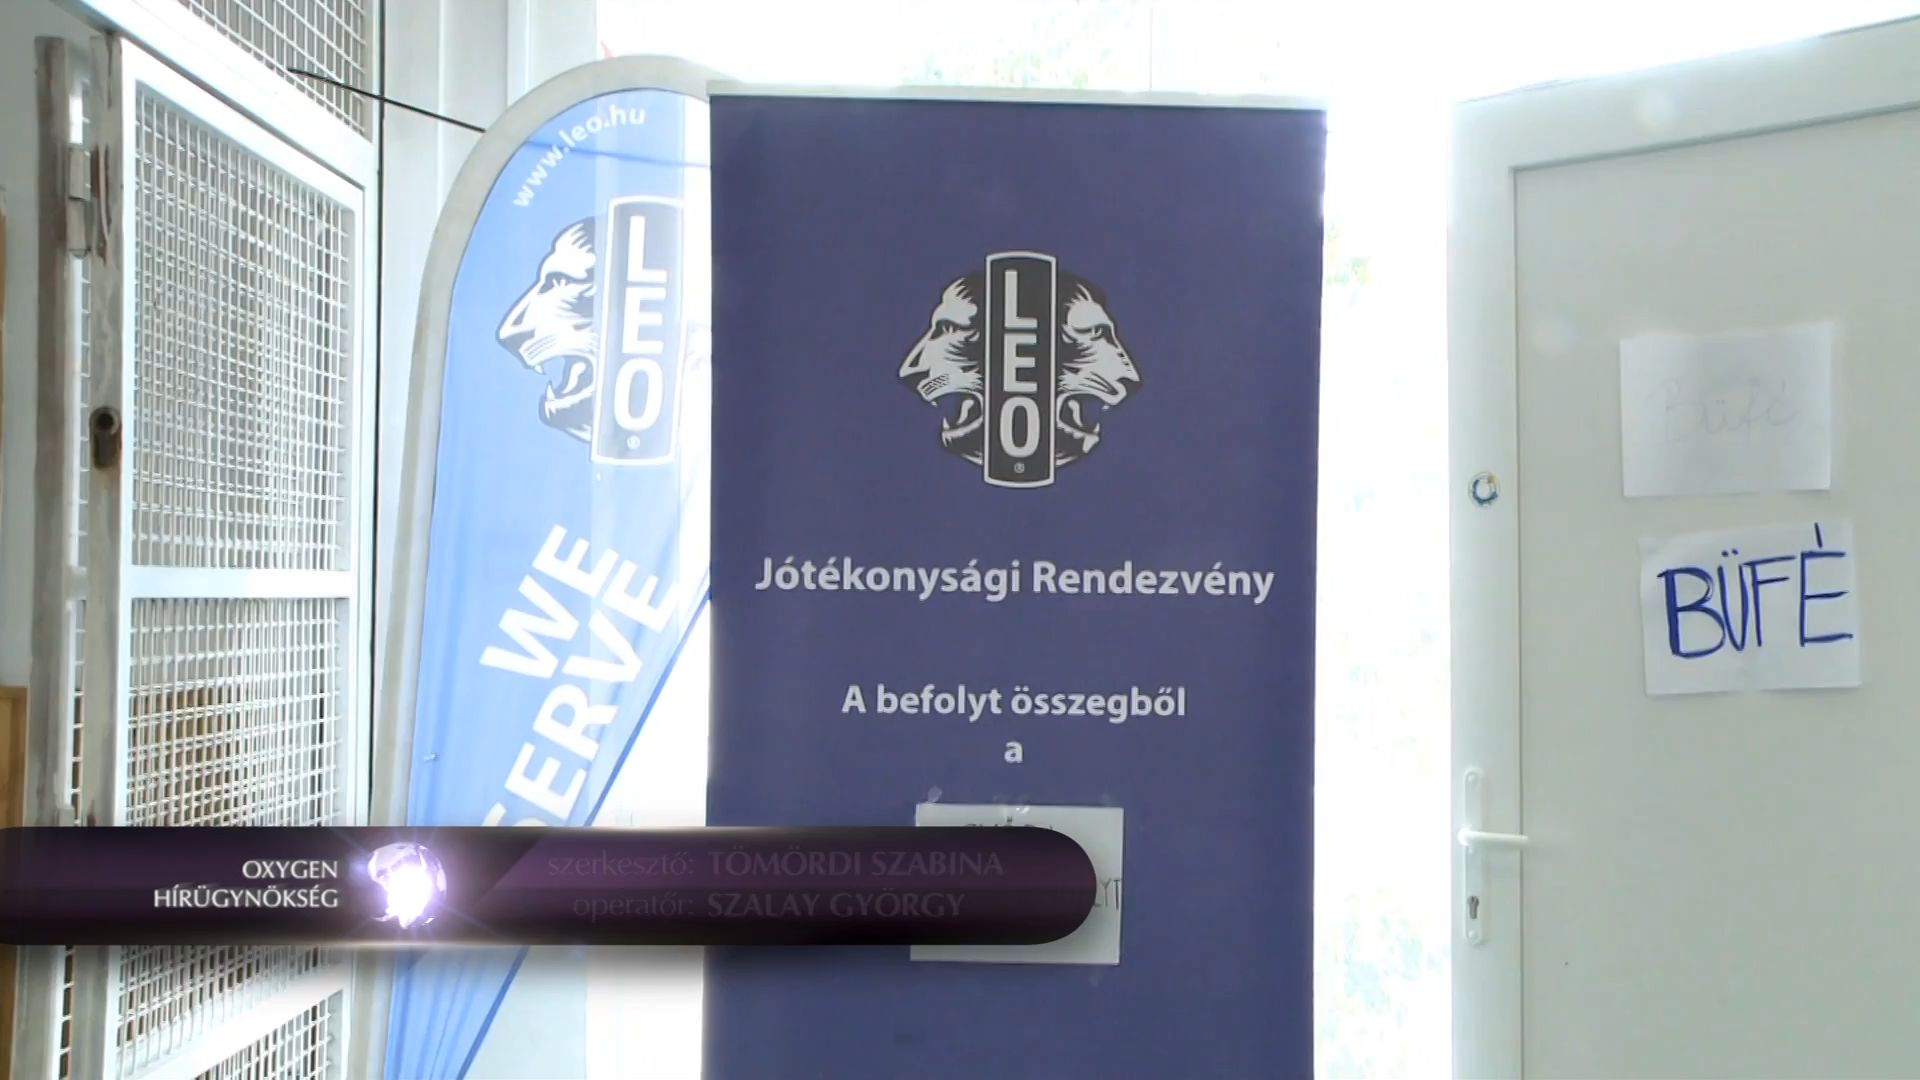 www.leo.hu
LEO
WE
SERVE
LEO
Jótékonysági Rendezvény
A befolyt összegből
a
Büfé
BÜFÉ
OXYGEN
HÍRÜGYNÖKSÉG
szerkesztő: TÖMÖRDI SZABINA
operatőr: SZALAY GYÖRGY